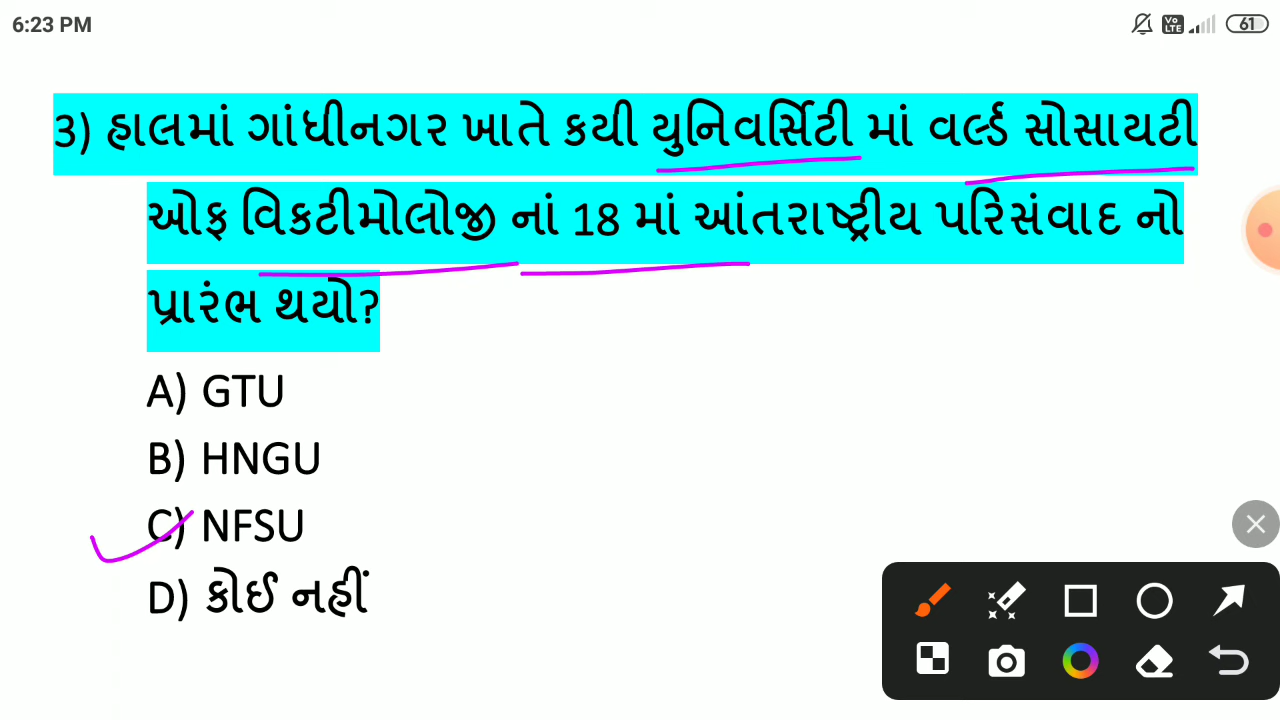 6:23 PM
VoLTE
61
3) હાલમાં ગાંધીનગર ખાતે કયી યુનિવર્સિટી માં વર્લ્ડ સોસાયટી
ઓફ વિકટીમોલોજી નાં 18 માં આંતરાષ્ટ્રીય પરિસંવાદ નો
પ્રારંભ થયો?
A) GTU
B) HNGU
C) NFSU
D) કોઈ નહીં